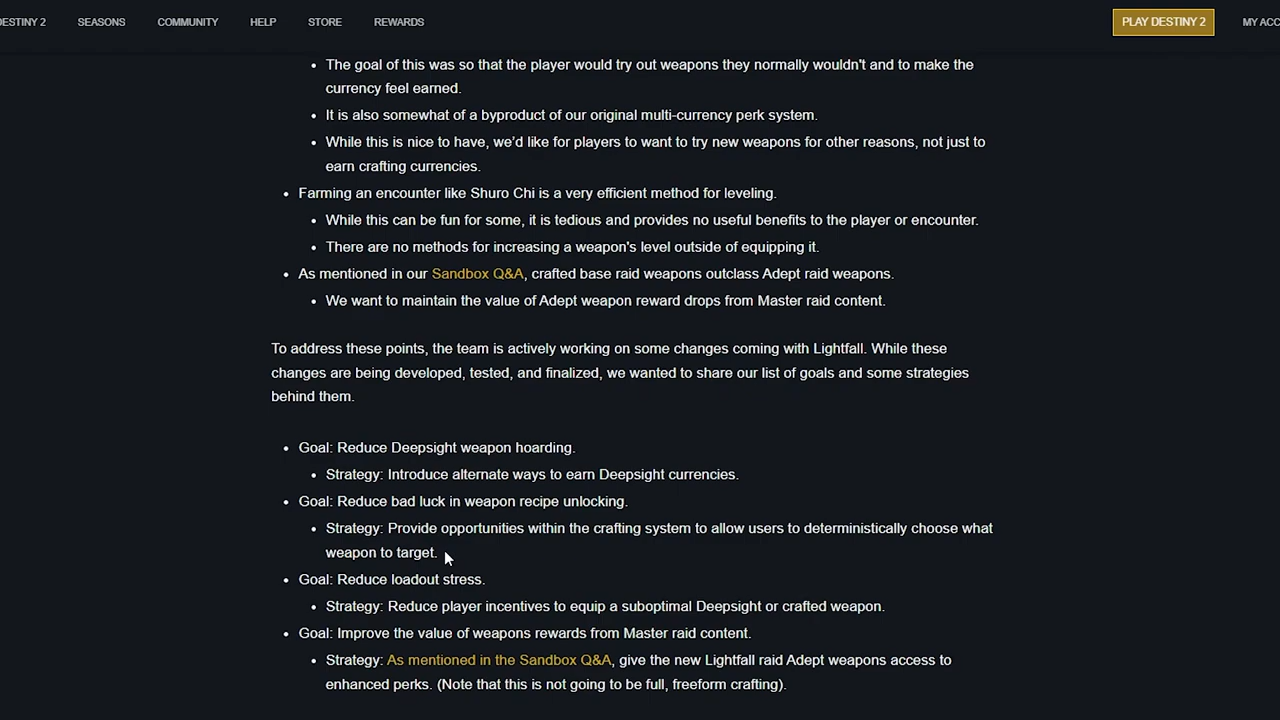 DESTINY 2 SEASONS COMMUNITY HELP STORE REWARDS PLAY DESTINY 2 MY ACC
• The goal of this was so that the player would try out weapons they normally wouldn't and to make the
currency feel earned.
• It is also somewhat of a byproduct of our original multi-currency perk system.
• While this is nice to have, we'd like for players to want to try new weapons for other reasons, not just to
earn crafting currencies.
• Farming an encounter like Shuro Chi is a very efficient method for leveling.
• While this can be fun for some, it is tedious and provides no useful benefits to the player or encounter.
• There are no methods for increasing a weapon's level outside of equipping it.
• As mentioned in our Sandbox Q&A, crafted base raid weapons outclass Adept raid weapons.
• We want to maintain the value of Adept weapon reward drops from Master raid content.
To address these points, the team is actively working on some changes coming with Lightfall. While these
changes are being developed, tested, and finalized, we wanted to share our list of goals and some strategies
behind them.
• Goal: Reduce Deepsight weapon hoarding.
• Strategy: Introduce alternate ways to earn Deepsight currencies.
• Goal: Reduce bad luck in weapon recipe unlocking.
• Strategy: Provide opportunities within the crafting system to allow users to deterministically choose what
weapon to target.
• Goal: Reduce loadout stress.
• Strategy: Reduce player incentives to equip a suboptimal Deepsight or crafted weapon.
• Goal: Improve the value of weapons rewards from Master raid content.
• Strategy: As mentioned in the Sandbox Q&A, give the new Lightfall raid Adept weapons access to
enhanced perks. (Note that this is not going to be full, freeform crafting).